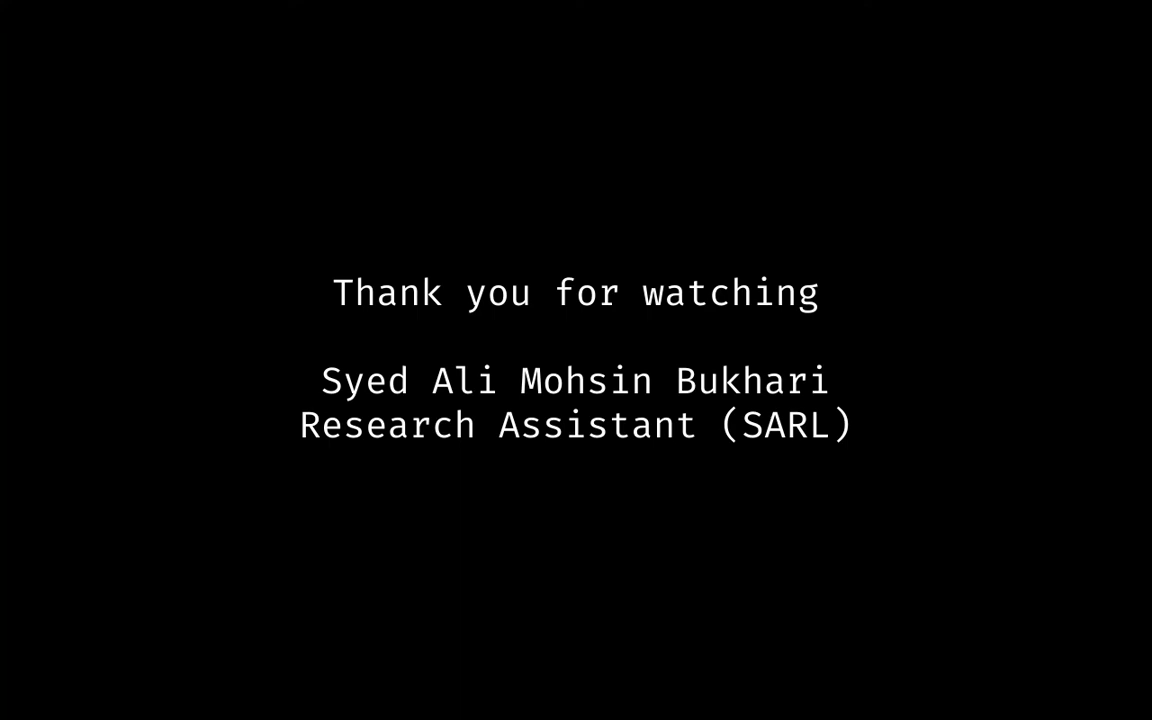 Thank you for watching
Syed Ali Mohsin Bukhari
Research Assistant (SARL)